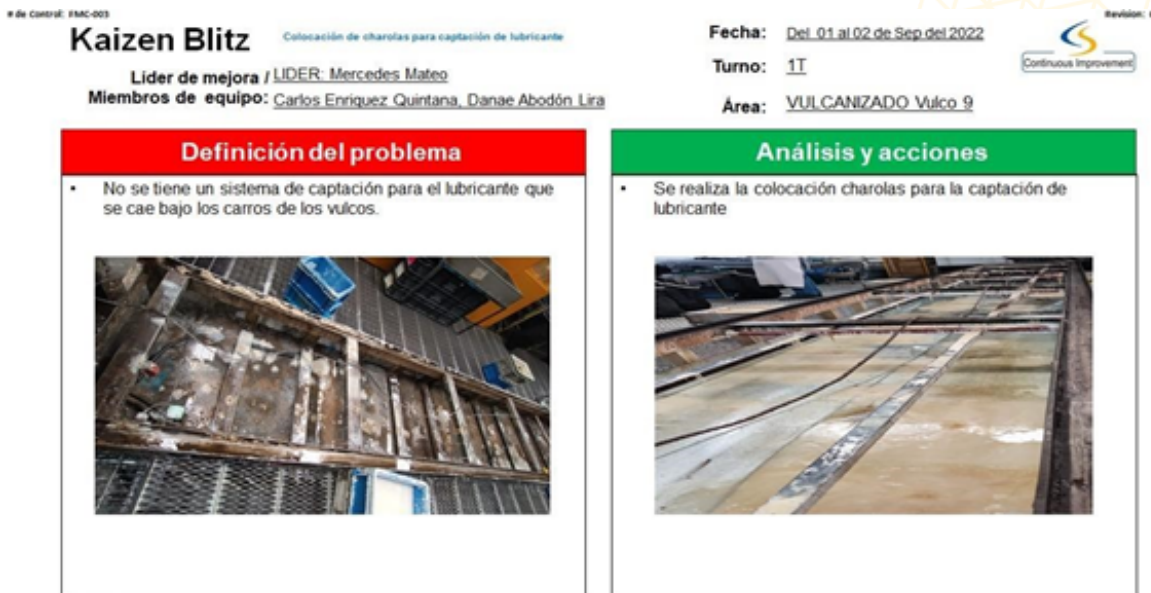 # de Control: FMC-003
Revision:
Kaizen Blitz
Colocación de charolas para captación de lubricante
Fecha: Del 01 al 02 de Sep del 2022
Continuous Improvement
Lider de mejora / LIDER: Mercedes Mateo
Turno: 1T
Miembros de equipo: Carlos Enriquez Quintana, Danae Abodón Lira
Área: VULCANIZADO Vulco 9
Definición del problema
• No se tiene un sistema de captación para el lubricante que
se cae bajo los carros de los vulcos.
Análisis y acciones
• Se realiza la colocación charolas para la captación de
lubricante